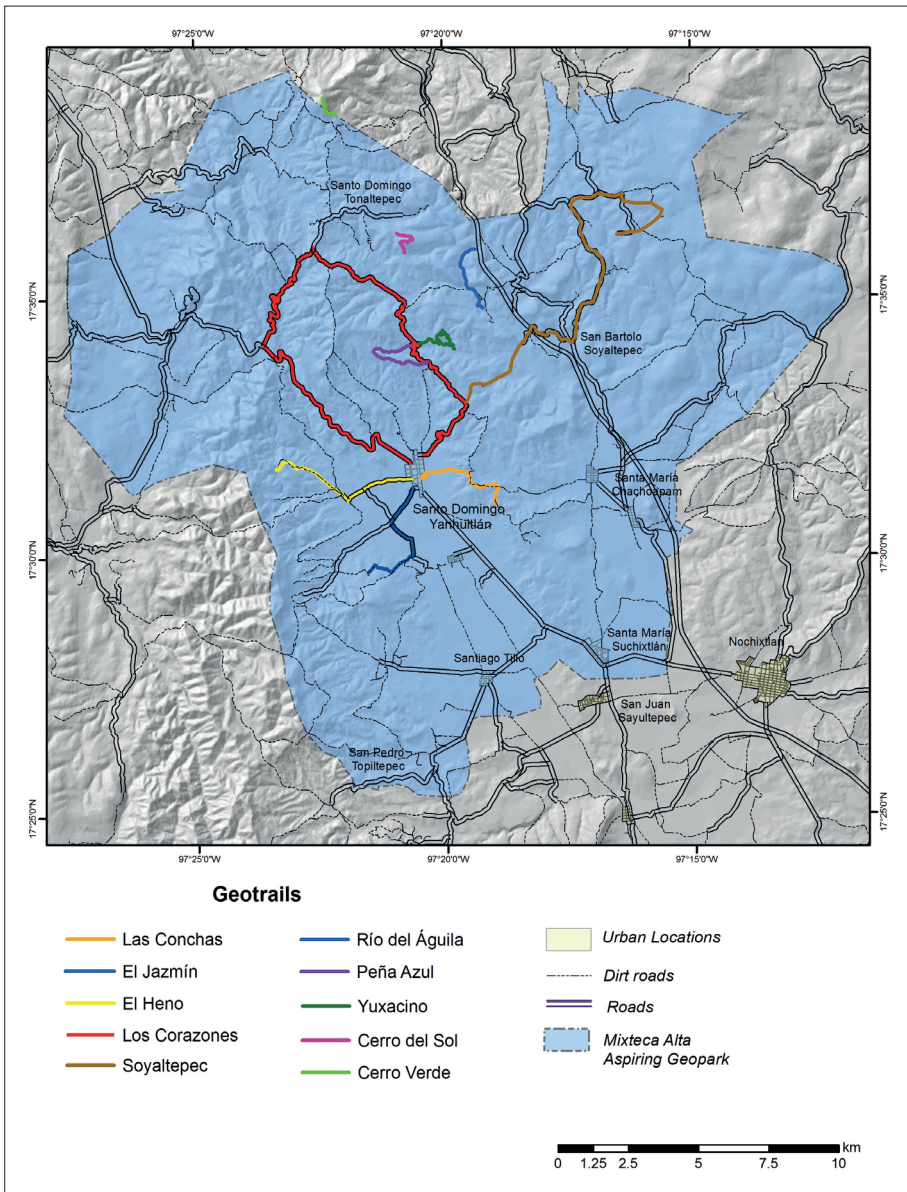 97°25'0"W
97°20'0"W
97°15'0"W
Santo Domingo
Tonaltepec
17°35'0"N
17°35'0"N
San Bartolo
Soyaltepec
Santa María
Chachoapam
Santo Domingo
Yanhuitlán
17°30'0"N
17°30'0"N
Santa María
Suchixtlán
Nochixtlan
Santiago Tillo
San Juan
Sayultepec
San Pedro
Topiltepec
17°25'0"N
17°25'0"N
97°25'0"W
97°20'0"W
97°15'0"W
Geotrails
Las Conchas
El Jazmín
El Heno
Los Corazones
Soyaltepec
Río del Águila
Peña Azul
Yuxacino
Cerro del Sol
Cerro Verde
Urban Locations
Dirt roads
Roads
Mixteca Alta
Aspiring Geopark
km
0 1.25 2.5 5 7.5 10